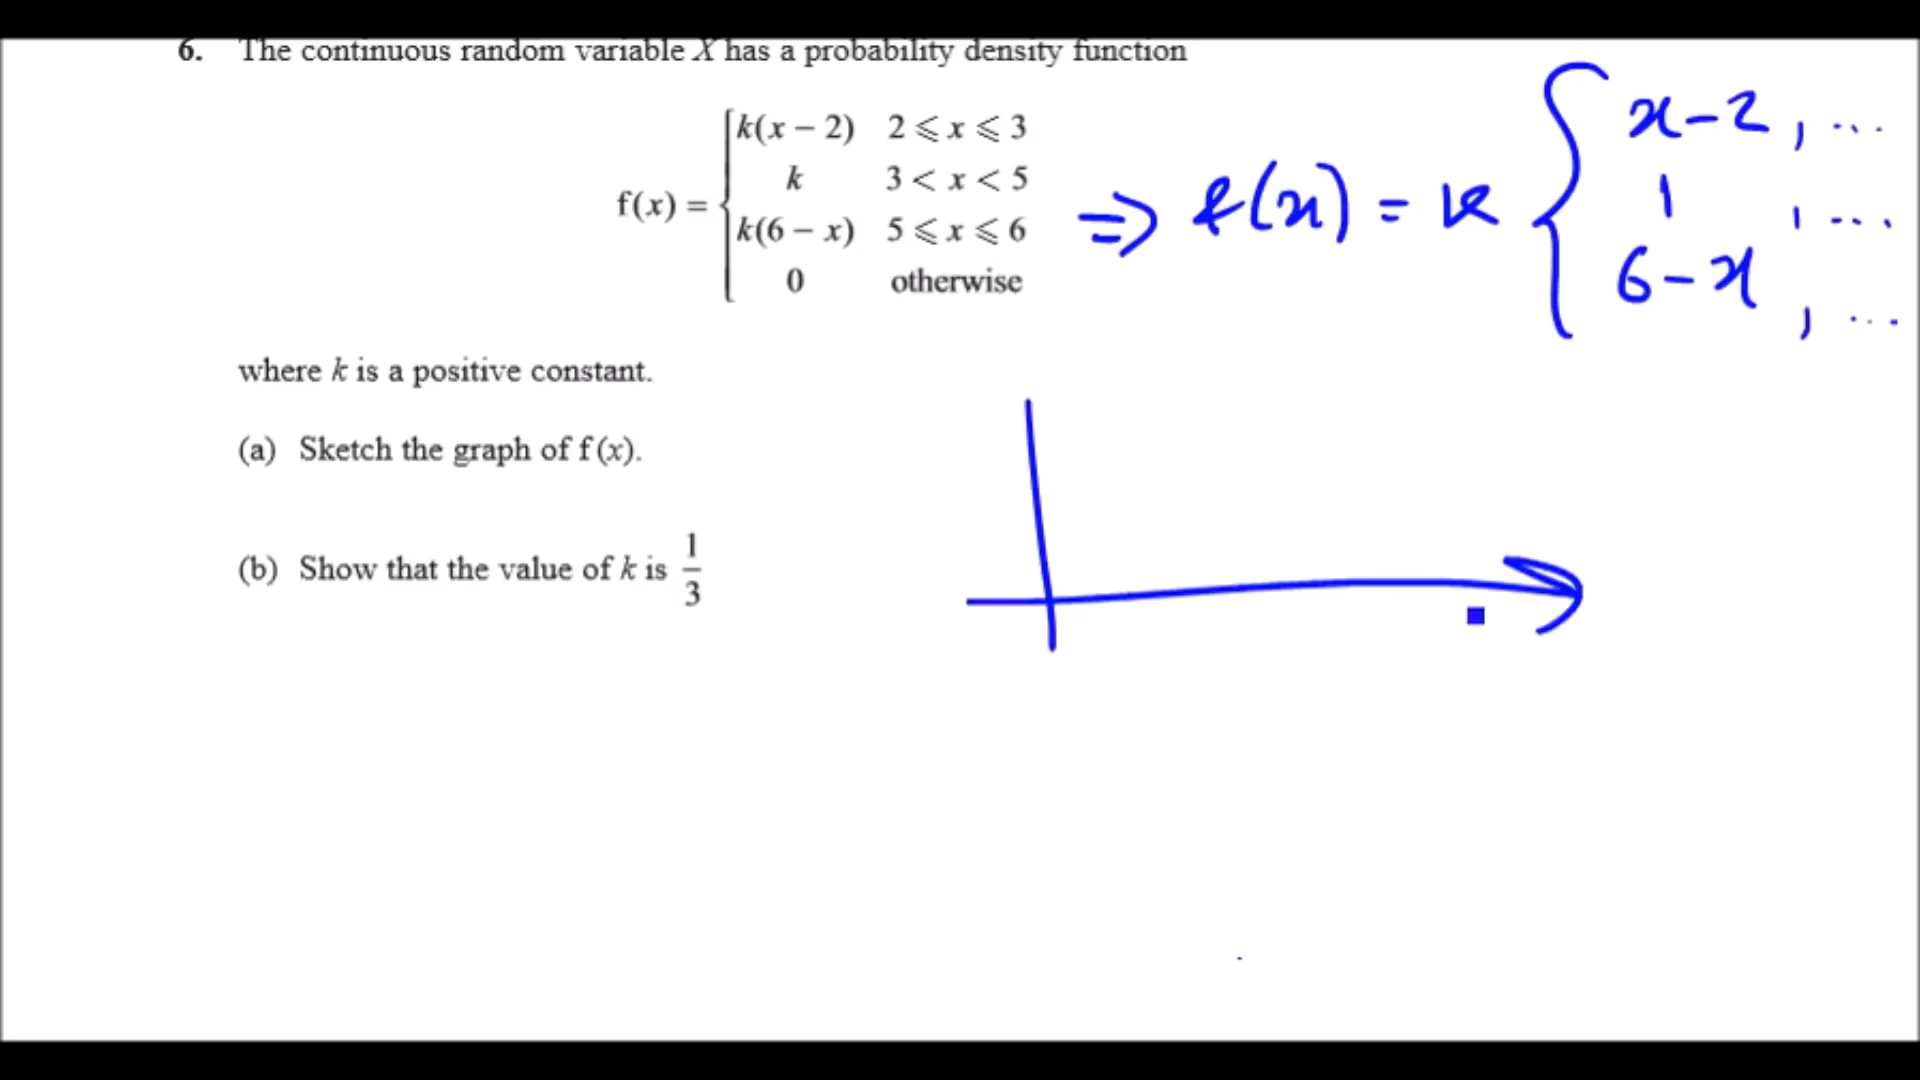 6. The continuous random variable X has a probability density function
f(x) = { k(x − 2) 2 ⩽ x ⩽ 3
k 3 < x < 5
k(6 − x) 5 ⩽ x ⩽ 6
0 otherwise
⇒ f(x) = k { x − 2 , ...
1 , ...
6 − x , ...
where k is a positive constant.
(a) Sketch the graph of f(x).
(b) Show that the value of k is 1/3